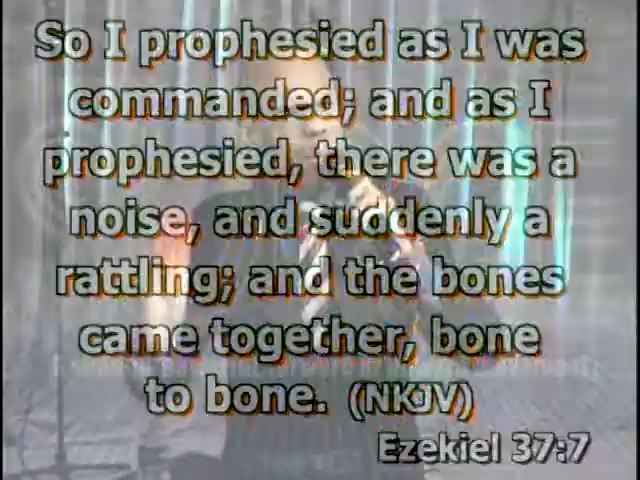 So I prophesied as I was
commanded; and as I
prophesied, there was a
noise, and suddenly a
rattling; and the bones
came together, bone
to bone. (NKJV)
Ezekiel 37:7